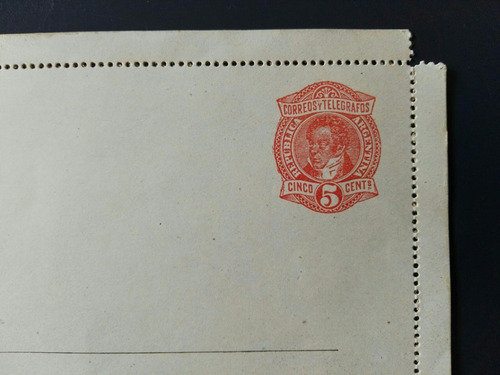 CORREOS Y TELEGRAFOS
REPUBLICA ARGENTINA
CINCO 5 CENTS